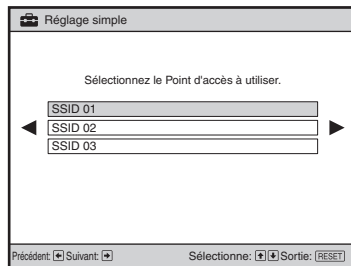 Réglage simple
Sélectionnez le Point d'accès à utiliser.
SSID 01
SSID 02
SSID 03
Précédent: Suivant: Sélectionne: Sortie: RESET